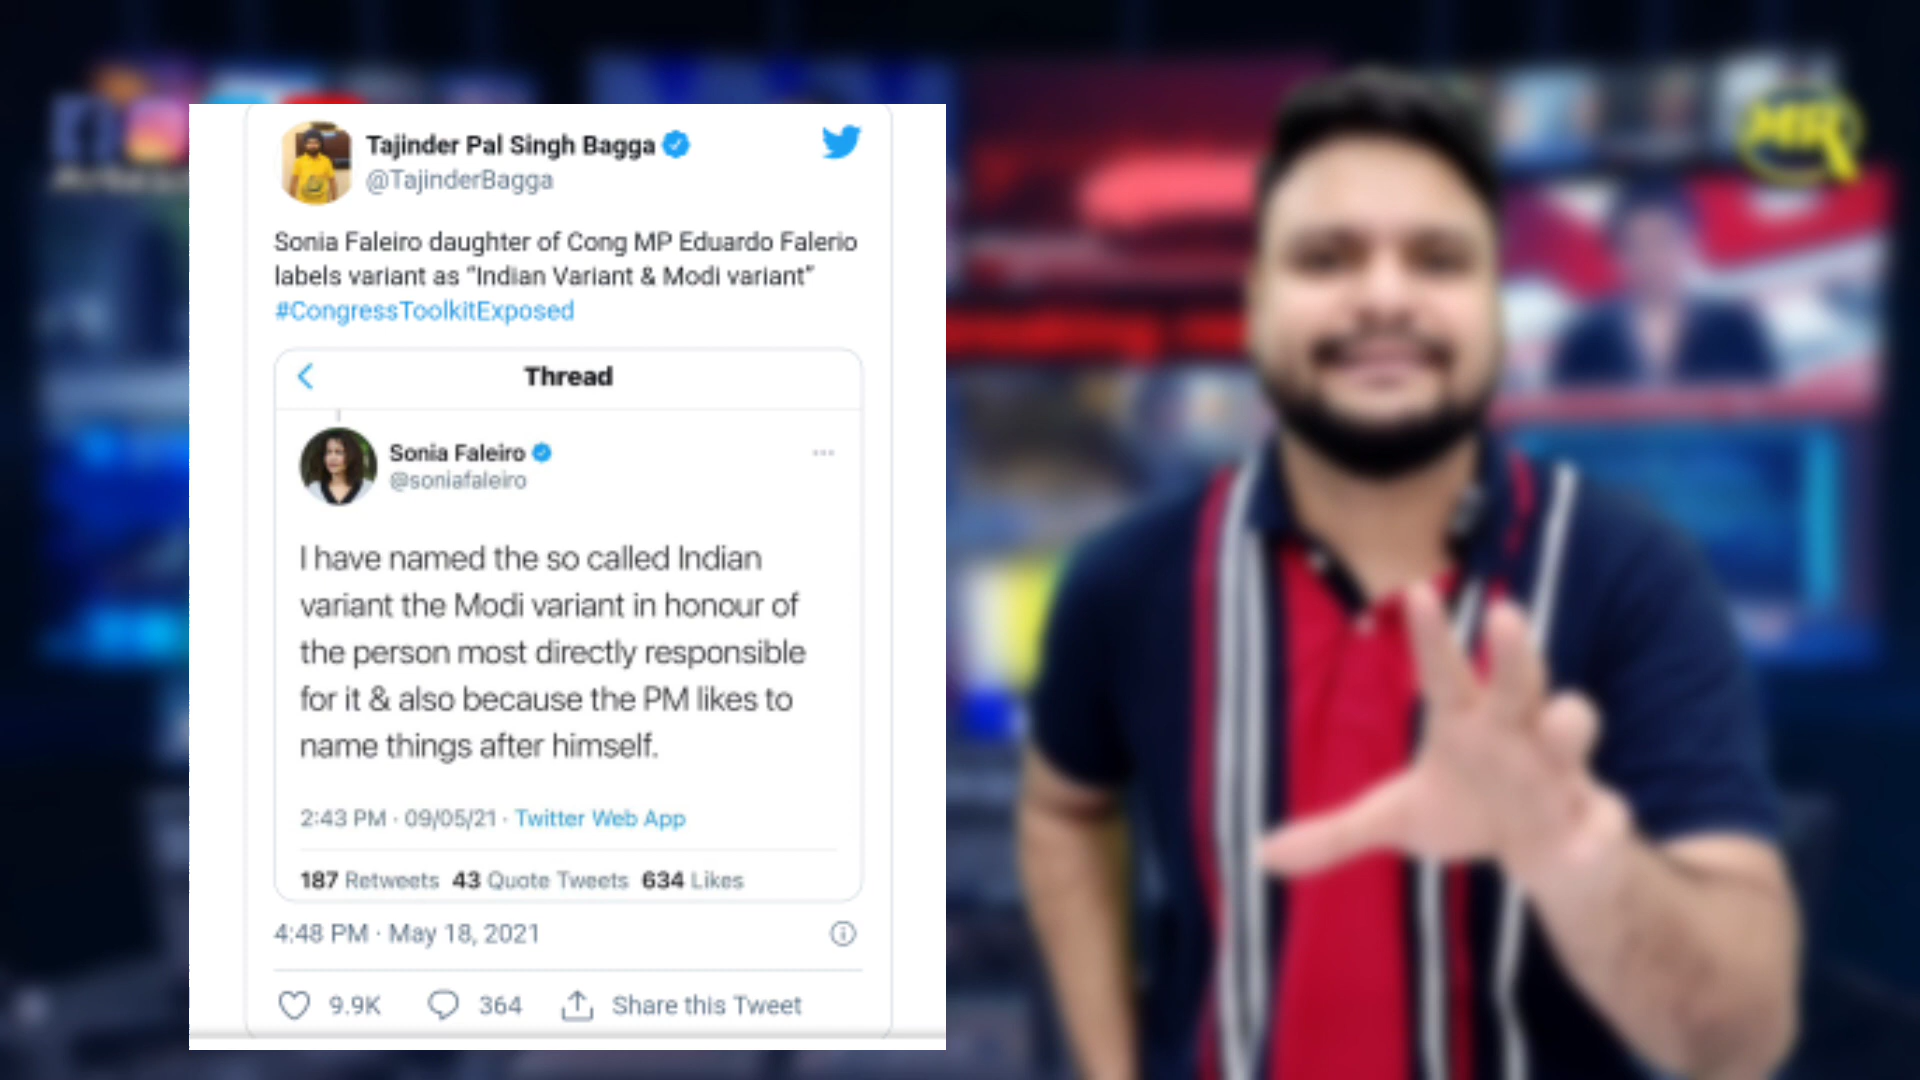 Tajinder Pal Singh Bagga
@TajinderBagga
Sonia Faleiro daughter of Cong MP Eduardo Falerio
labels variant as “Indian Variant & Modi variant”
#CongressToolkitExposed
Thread
Sonia Faleiro
@soniafaleiro
I have named the so called Indian
variant the Modi variant in honour of
the person most directly responsible
for it & also because the PM likes to
name things after himself.
2:43 PM · 09/05/21 · Twitter Web App
187 Retweets 43 Quote Tweets 634 Likes
4:48 PM · May 18, 2021
9.9K 364 Share this Tweet
MR